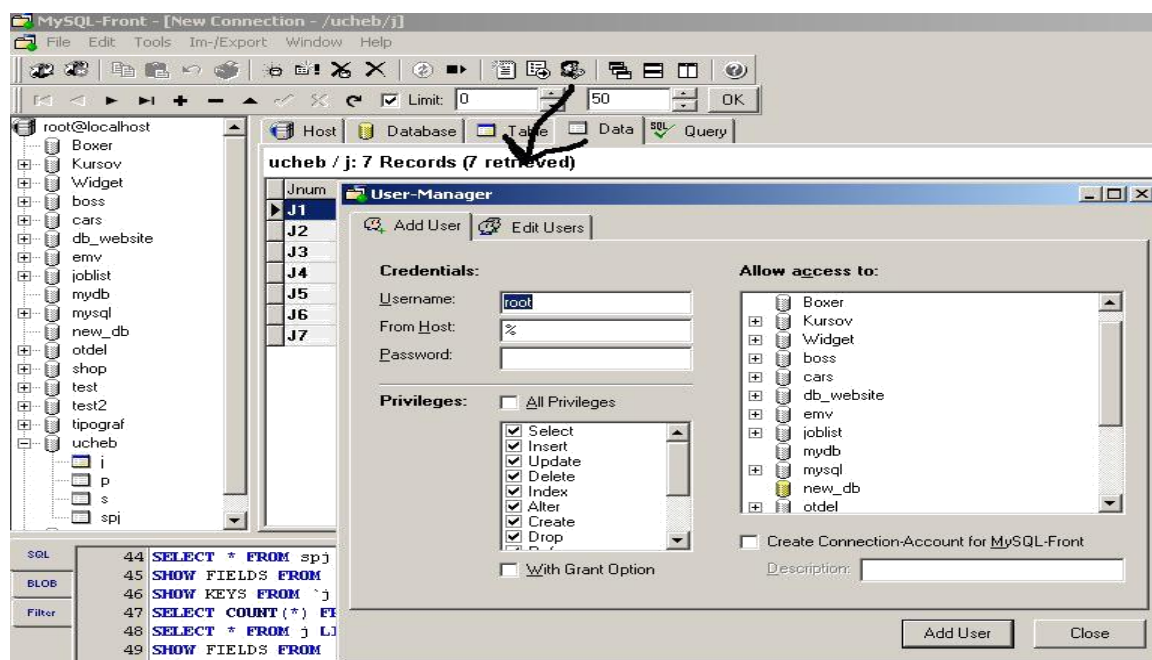 MySQL-Front - [New Connection - /ucheb/j]
File Edit Tools Im-/Export Window Help
Limit: 0 50 OK
root@localhost
Boxer
Kursov
Widget
boss
cars
db_website
emv
joblist
mydb
mysql
new_db
otdel
shop
test
test2
tipograf
ucheb
j
p
s
spj
Host Database Table Data SQL Query
ucheb / j: 7 Records (7 retrieved)
Jnum
J1
J2
J3
J4
J5
J6
J7
User-Manager
Add User Edit Users
Credentials:
Username: root
From Host: %
Password:
Privileges: All Privileges
Select
Insert
Update
Delete
Index
Alter
Create
Drop
With Grant Option
Allow access to:
Boxer
Kursov
Widget
boss
cars
db_website
emv
joblist
mydb
mysql
new_db
otdel
Create Connection-Account for MySQL-Front
Description:
Add User Close
SQL
BLOB
Filter
44 SELECT * FROM spj
45 SHOW FIELDS FROM
46 SHOW KEYS FROM `j
47 SELECT COUNT(*) FR
48 SELECT * FROM j LI
49 SHOW FIELDS FROM